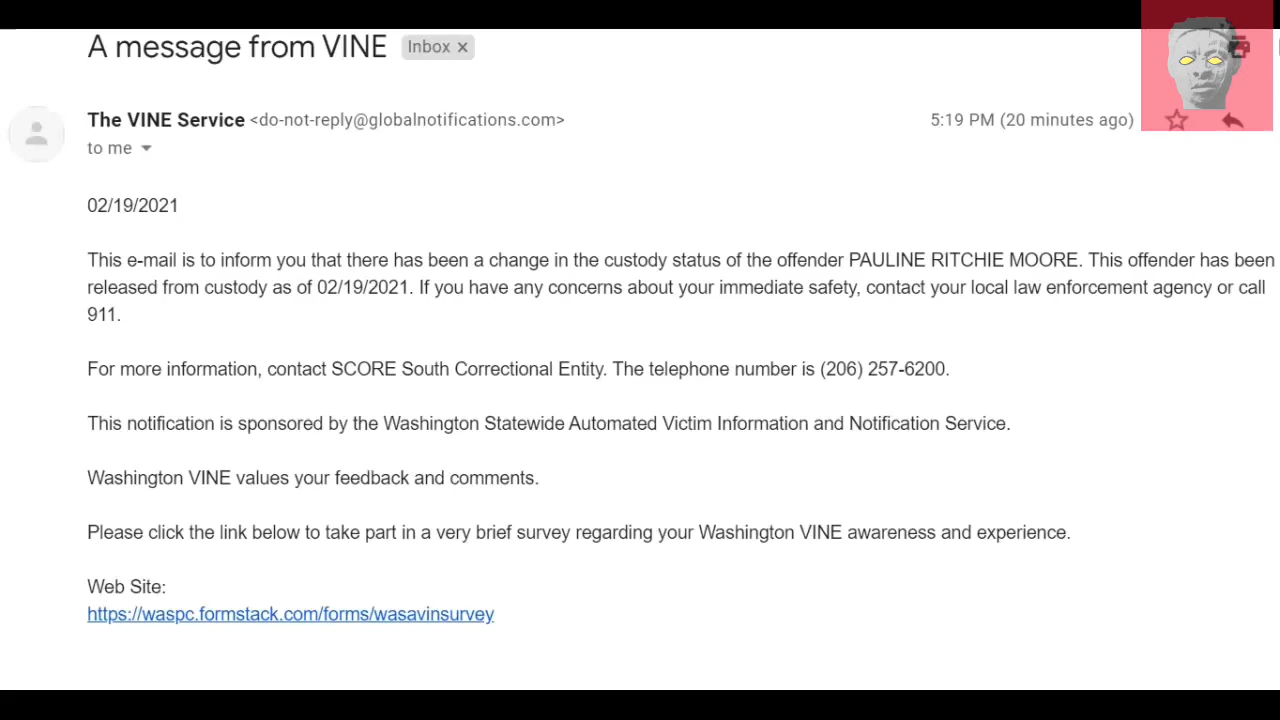 A message from VINE Inbox ×
The VINE Service <do-not-reply@globalnotifications.com> 5:19 PM (20 minutes ago)
to me
02/19/2021
This e-mail is to inform you that there has been a change in the custody status of the offender PAULINE RITCHIE MOORE. This offender has been
released from custody as of 02/19/2021. If you have any concerns about your immediate safety, contact your local law enforcement agency or call
911.
For more information, contact SCORE South Correctional Entity. The telephone number is (206) 257-6200.
This notification is sponsored by the Washington Statewide Automated Victim Information and Notification Service.
Washington VINE values your feedback and comments.
Please click the link below to take part in a very brief survey regarding your Washington VINE awareness and experience.
Web Site:
https://waspc.formstack.com/forms/wasavinsurvey